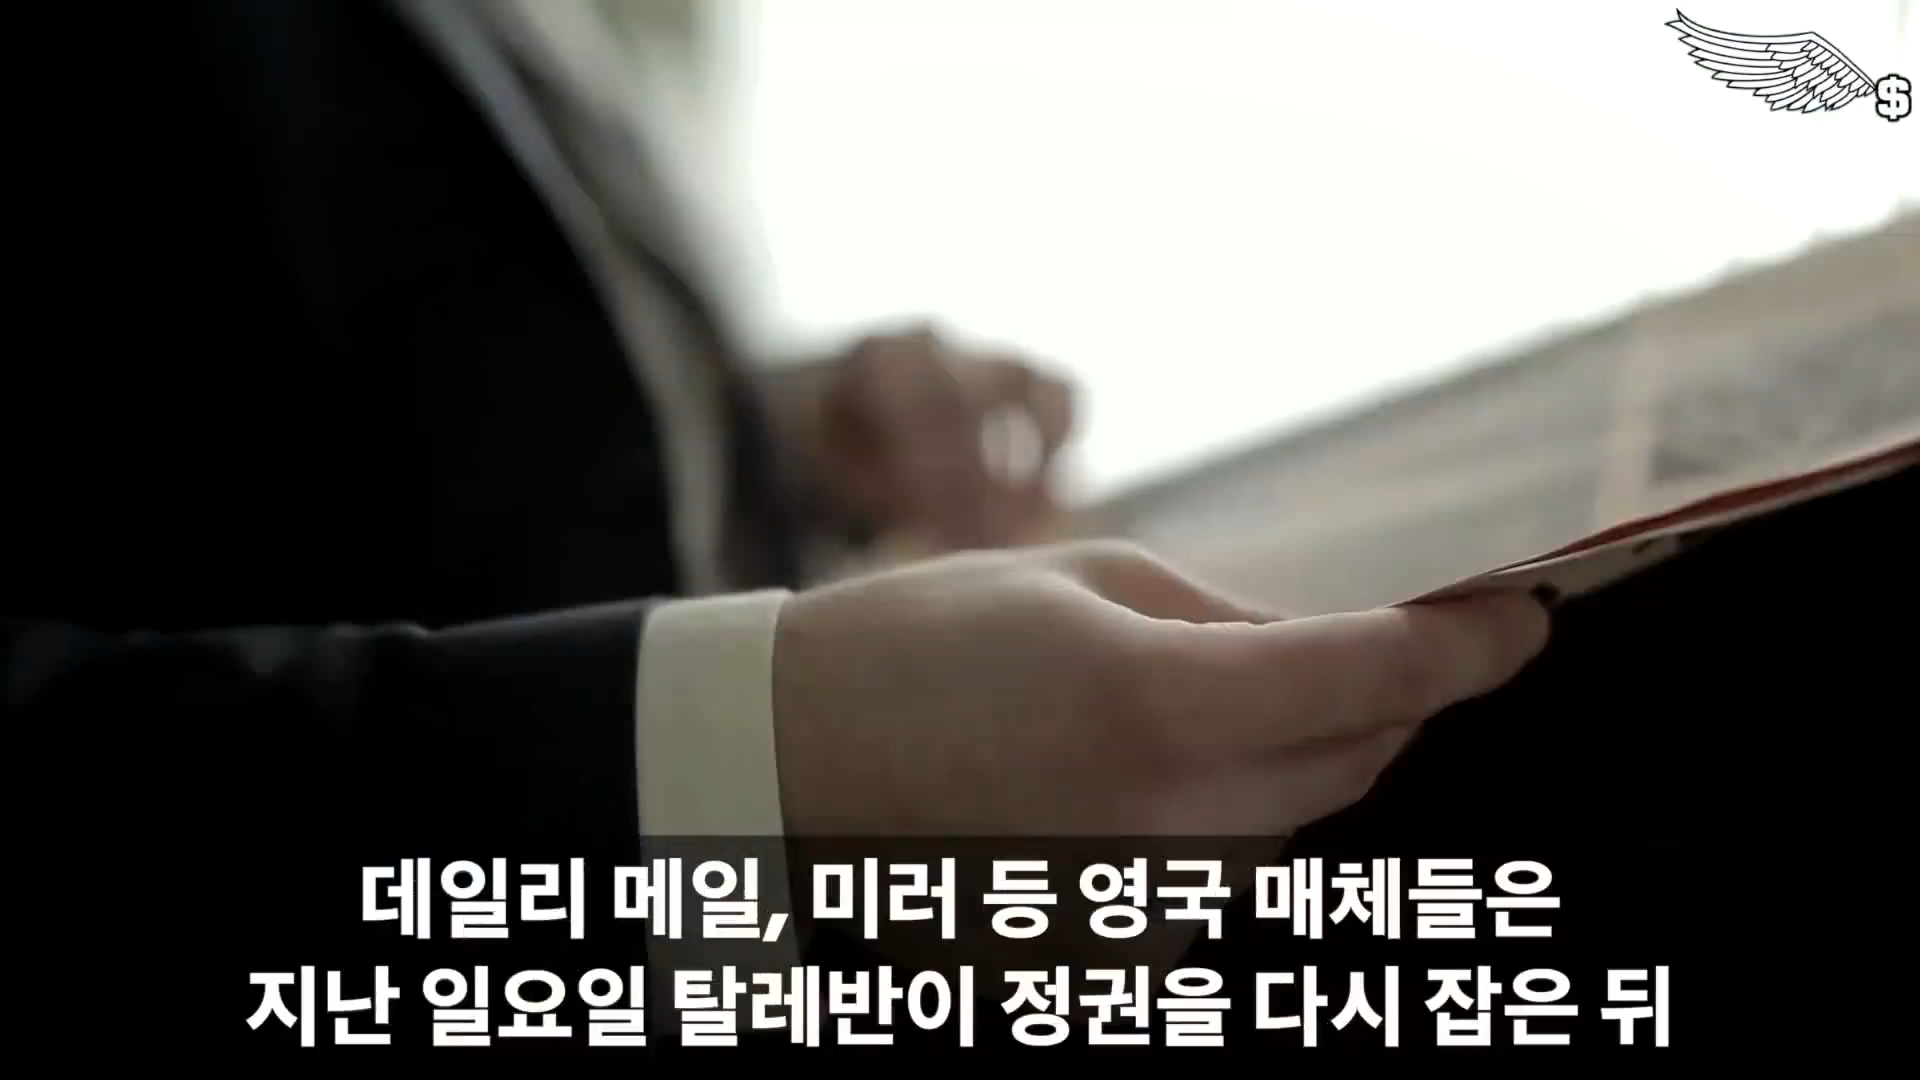 $
데일리 메일, 미러 등 영국 매체들은
지난 일요일 탈레반이 정권을 다시 잡은 뒤